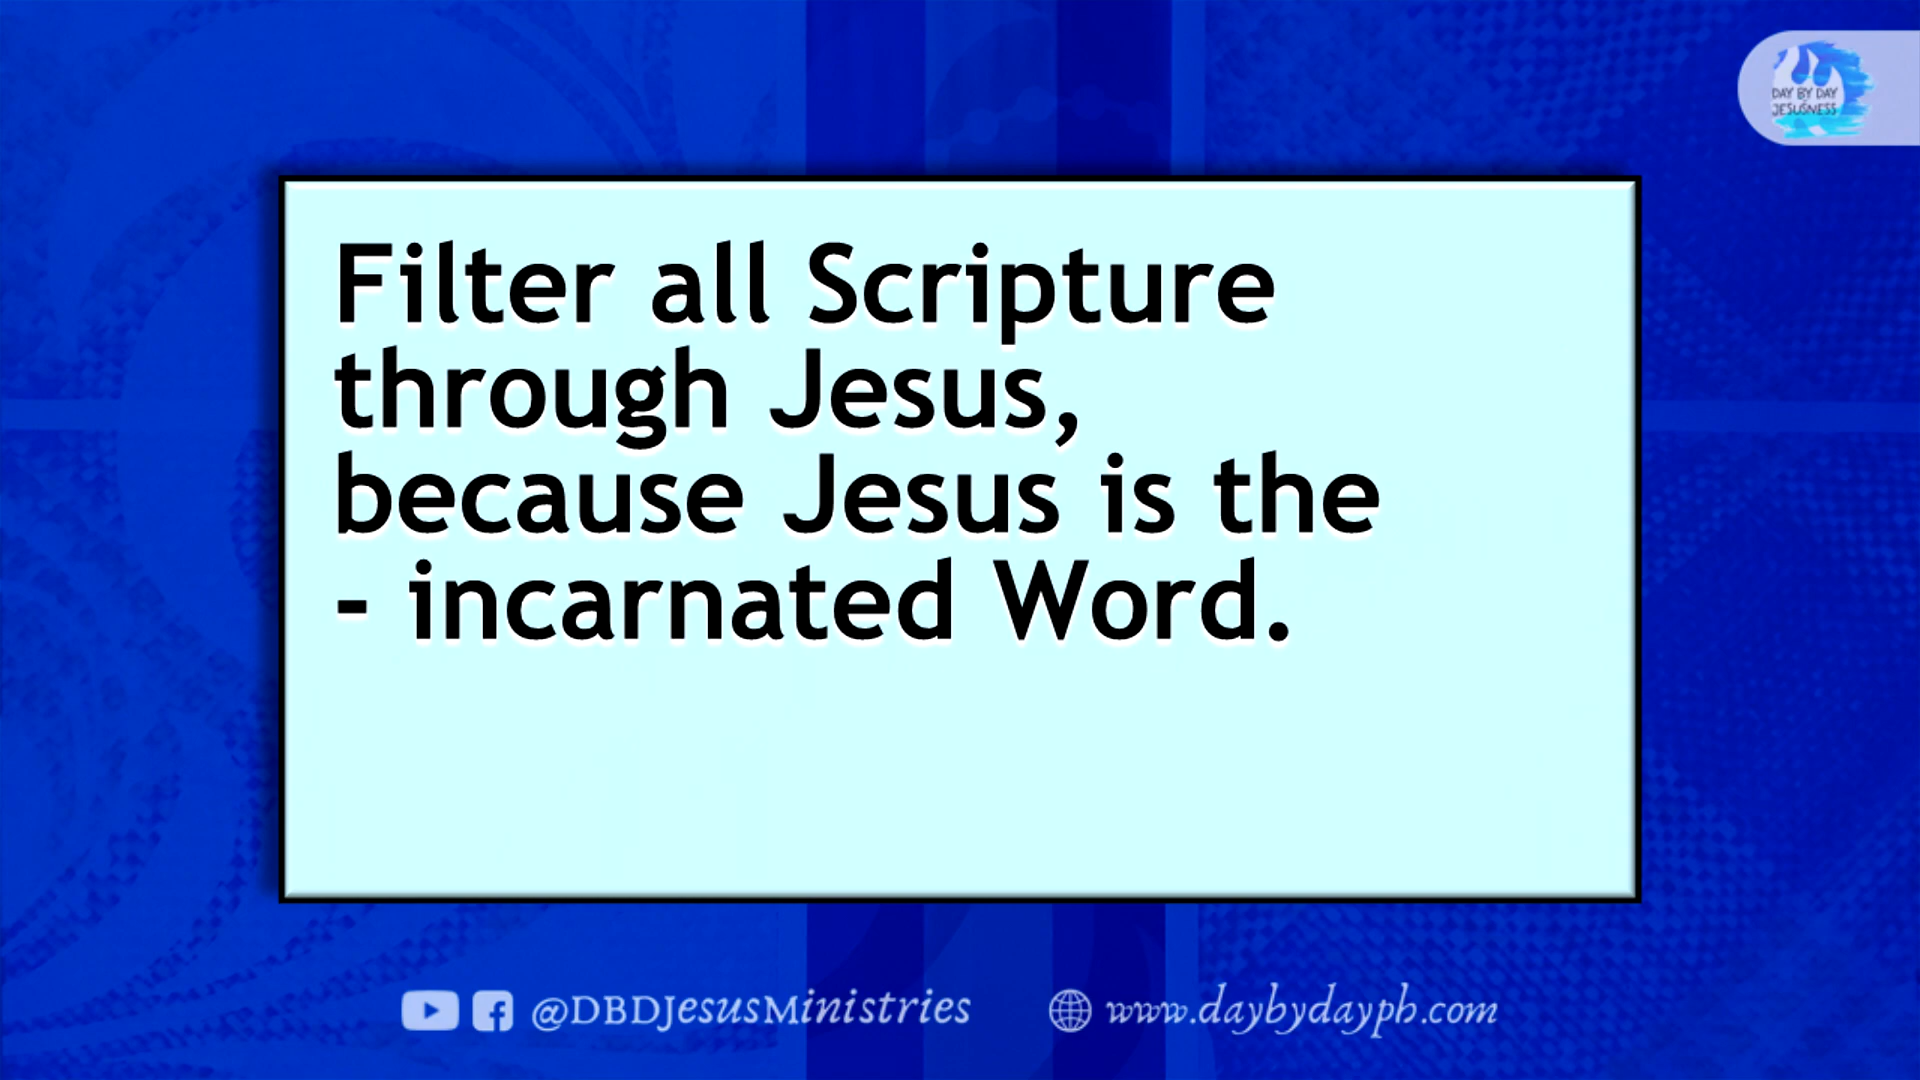 DAY BY DAY
JESUSNESS
Filter all Scripture
through Jesus,
because Jesus is the
- incarnated Word.
@DBDJesusMinistries
www.daybydayph.com